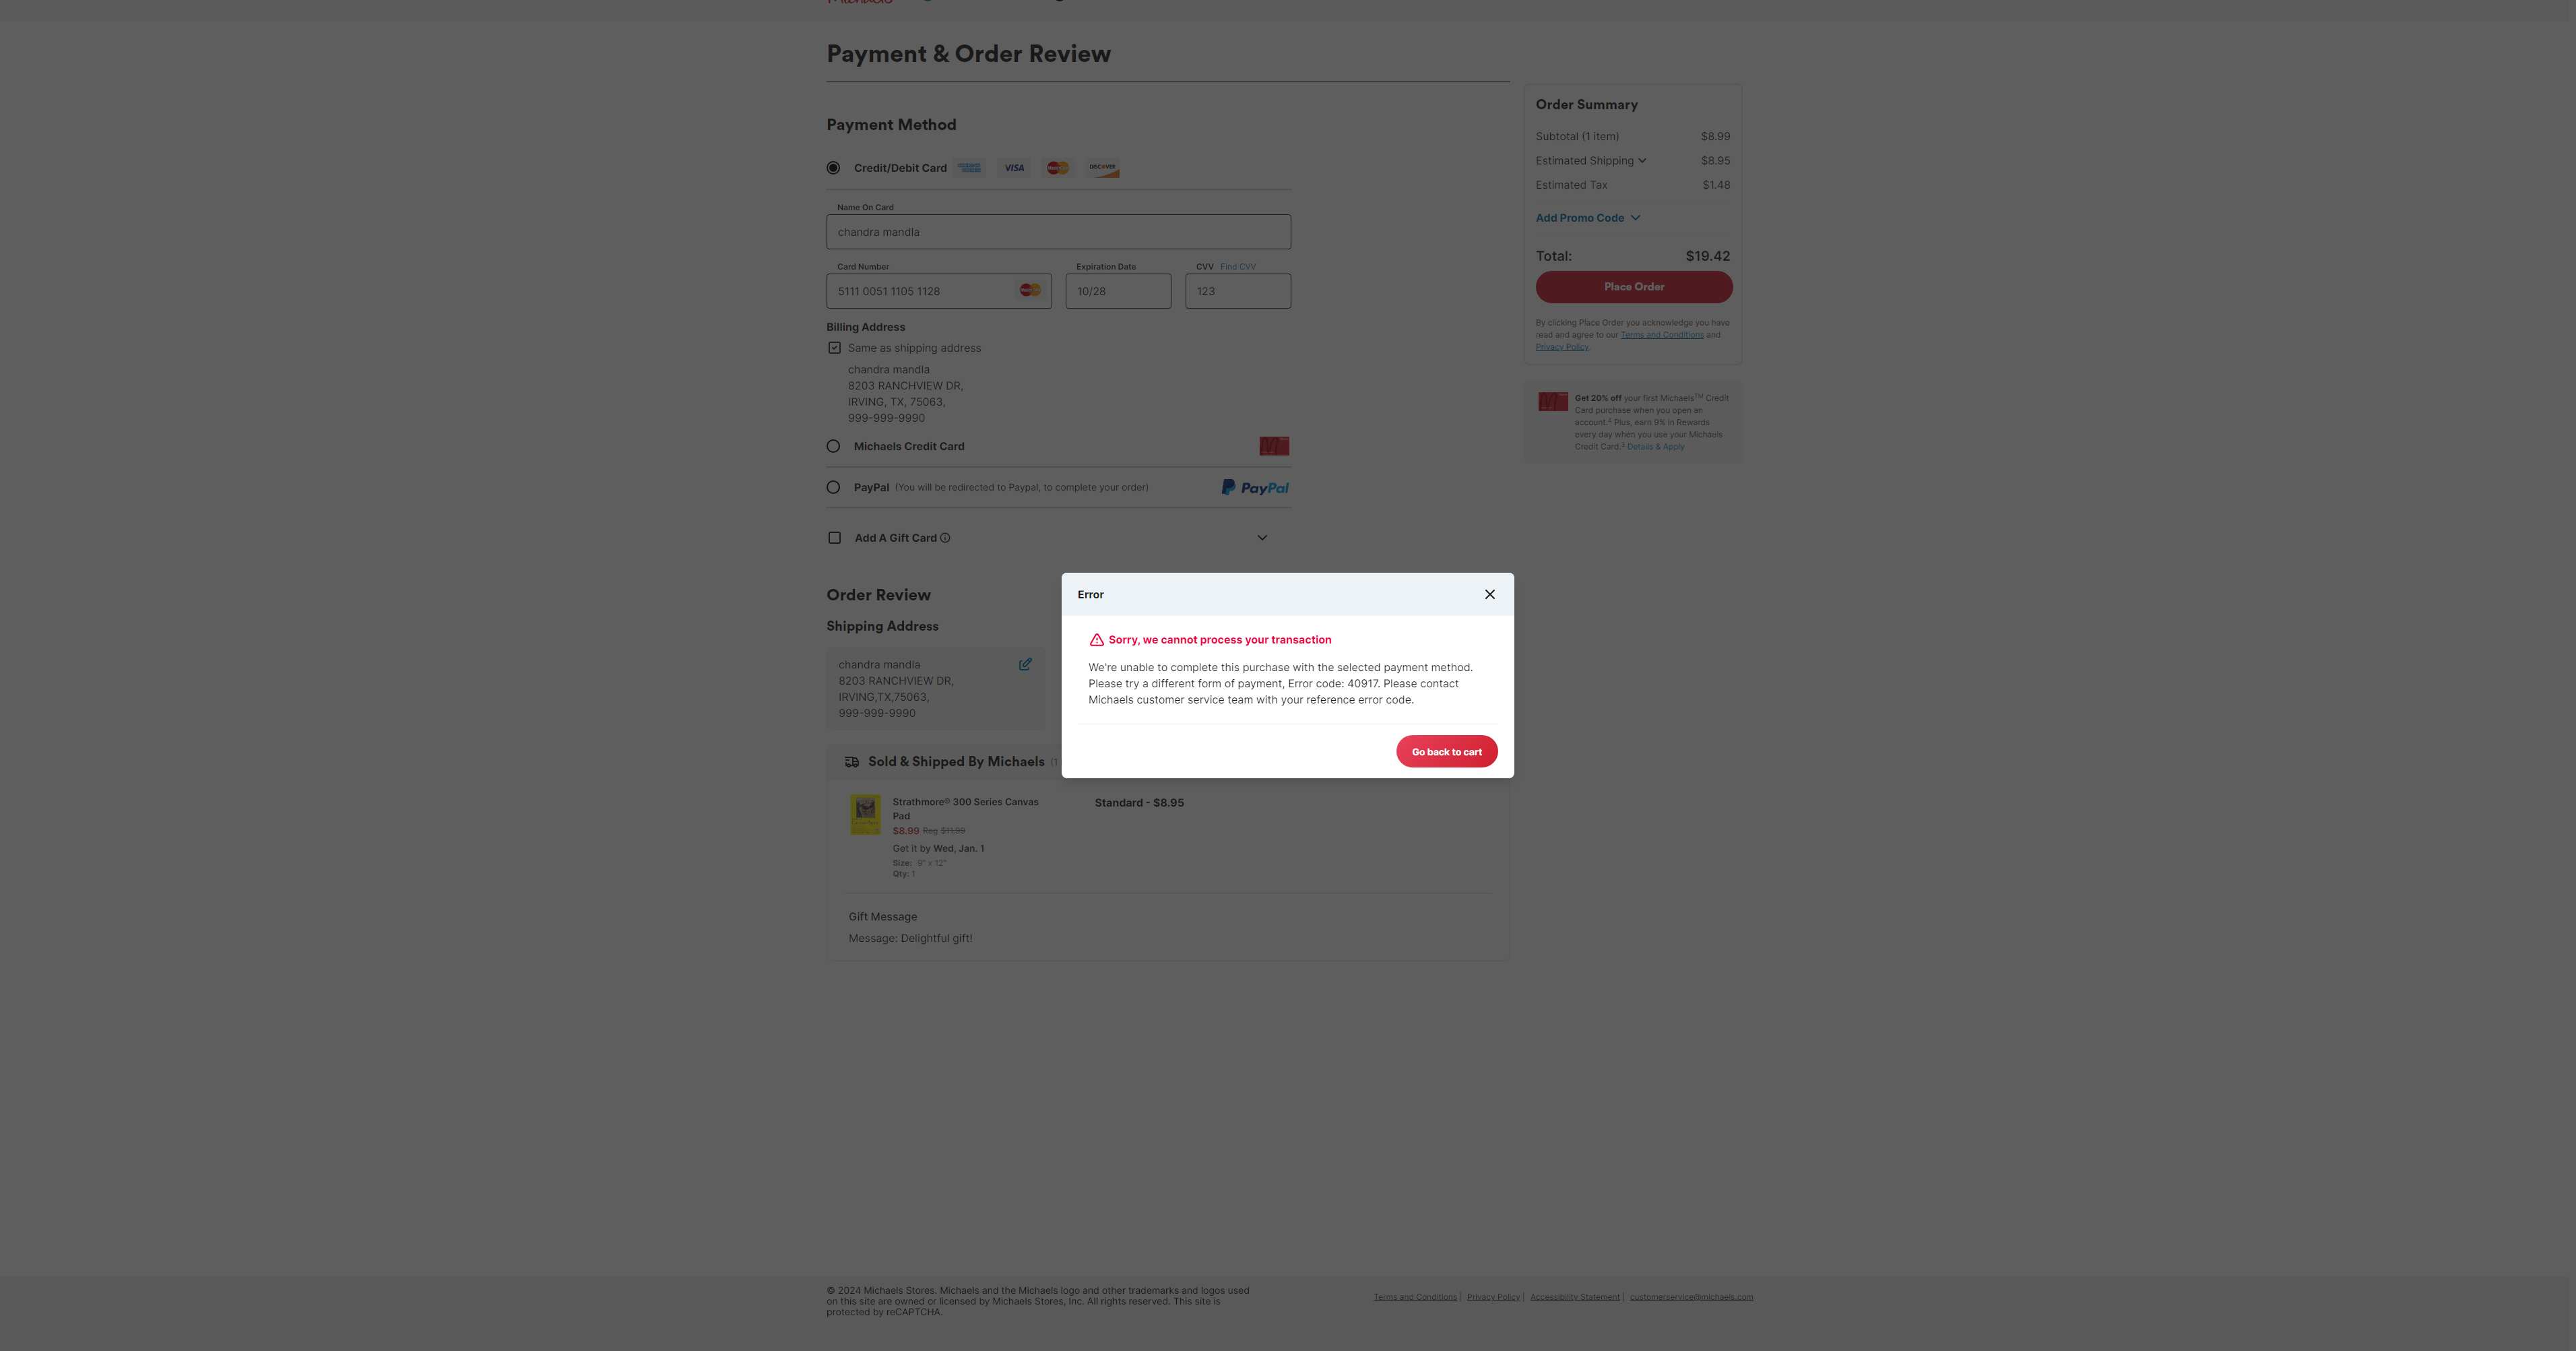 Michaels
Payment & Order Review
Payment Method
Credit/Debit Card
VISA
DISCOVER
Name On Card
chandra mandla
Card Number
Expiration Date
CVV Find CVV
5111 0051 1105 1128
10/28
123
Billing Address
Same as shipping address
chandra mandla
8203 RANCHVIEW DR,
IRVING, TX, 75063,
999-999-9990
Michaels Credit Card
PayPal (You will be redirected to Paypal, to complete your order)
PayPal
Add A Gift Card
Order Summary
Subtotal (1 item) $8.99
Estimated Shipping $8.95
Estimated Tax $1.48
Add Promo Code
Total: $19.42
Place Order
By clicking Place Order you acknowledge you have
read and agree to our Terms and Conditions and
Privacy Policy.
Get 20% off your first Michaels™ Credit
Card purchase when you open an
account.⁴ Plus, earn 9% in Rewards
every day when you use your Michaels
Credit Card.³ Details & Apply
Order Review
Shipping Address
chandra mandla
8203 RANCHVIEW DR,
IRVING,TX,75063,
999-999-9990
Error
Sorry, we cannot process your transaction
We're unable to complete this purchase with the selected payment method.
Please try a different form of payment, Error code: 40917. Please contact
Michaels customer service team with your reference error code.
Go back to cart
Sold & Shipped By Michaels (1
Strathmore® 300 Series Canvas
Pad
$8.99 Reg $11.99
Get it by Wed, Jan. 1
Size: 9" x 12"
Qty: 1
Standard - $8.95
Gift Message
Message: Delightful gift!
© 2024 Michaels Stores. Michaels and the Michaels logo and other trademarks and logos used
on this site are owned or licensed by Michaels Stores, Inc. All rights reserved. This site is
protected by reCAPTCHA.
Terms and Conditions | Privacy Policy | Accessibility Statement | customerservice@michaels.com